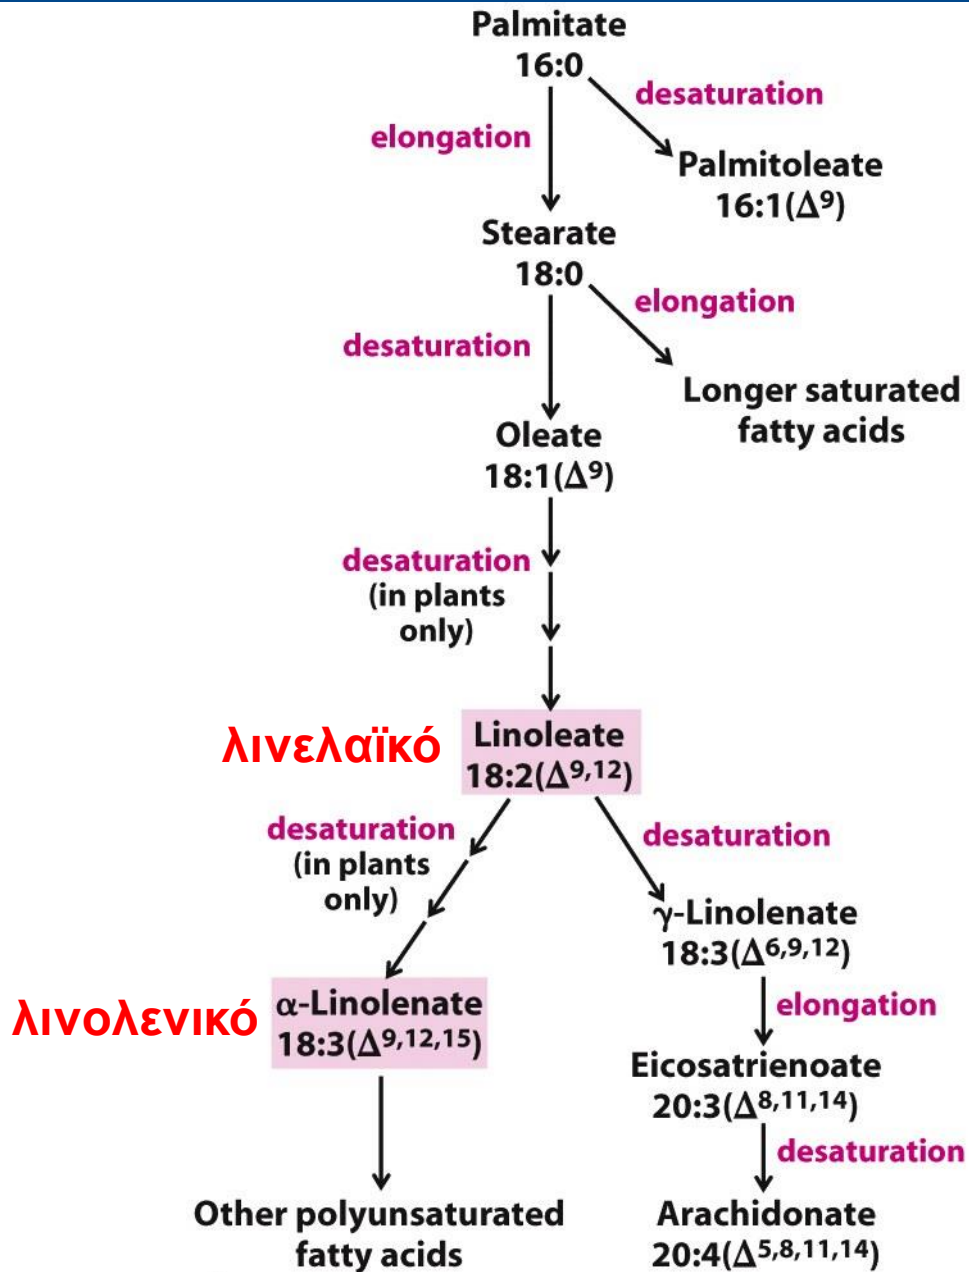 Palmitate
16:0
desaturation
elongation
Palmitoleate
16:1(Δ⁹)
Stearate
18:0
elongation
desaturation
Longer saturated
fatty acids
Oleate
18:1(Δ⁹)
desaturation
(in plants
only)
λινελαϊκό
Linoleate
18:2(Δ⁹,¹²)
desaturation
(in plants
only)
desaturation
γ-Linolenate
18:3(Δ⁶,⁹,¹²)
λινολενικό
α-Linolenate
18:3(Δ⁹,¹²,¹⁵)
elongation
Eicosatrienoate
20:3(Δ⁸,¹¹,¹⁴)
desaturation
Other polyunsaturated
fatty acids
Arachidonate
20:4(Δ⁵,⁸,¹¹,¹⁴)